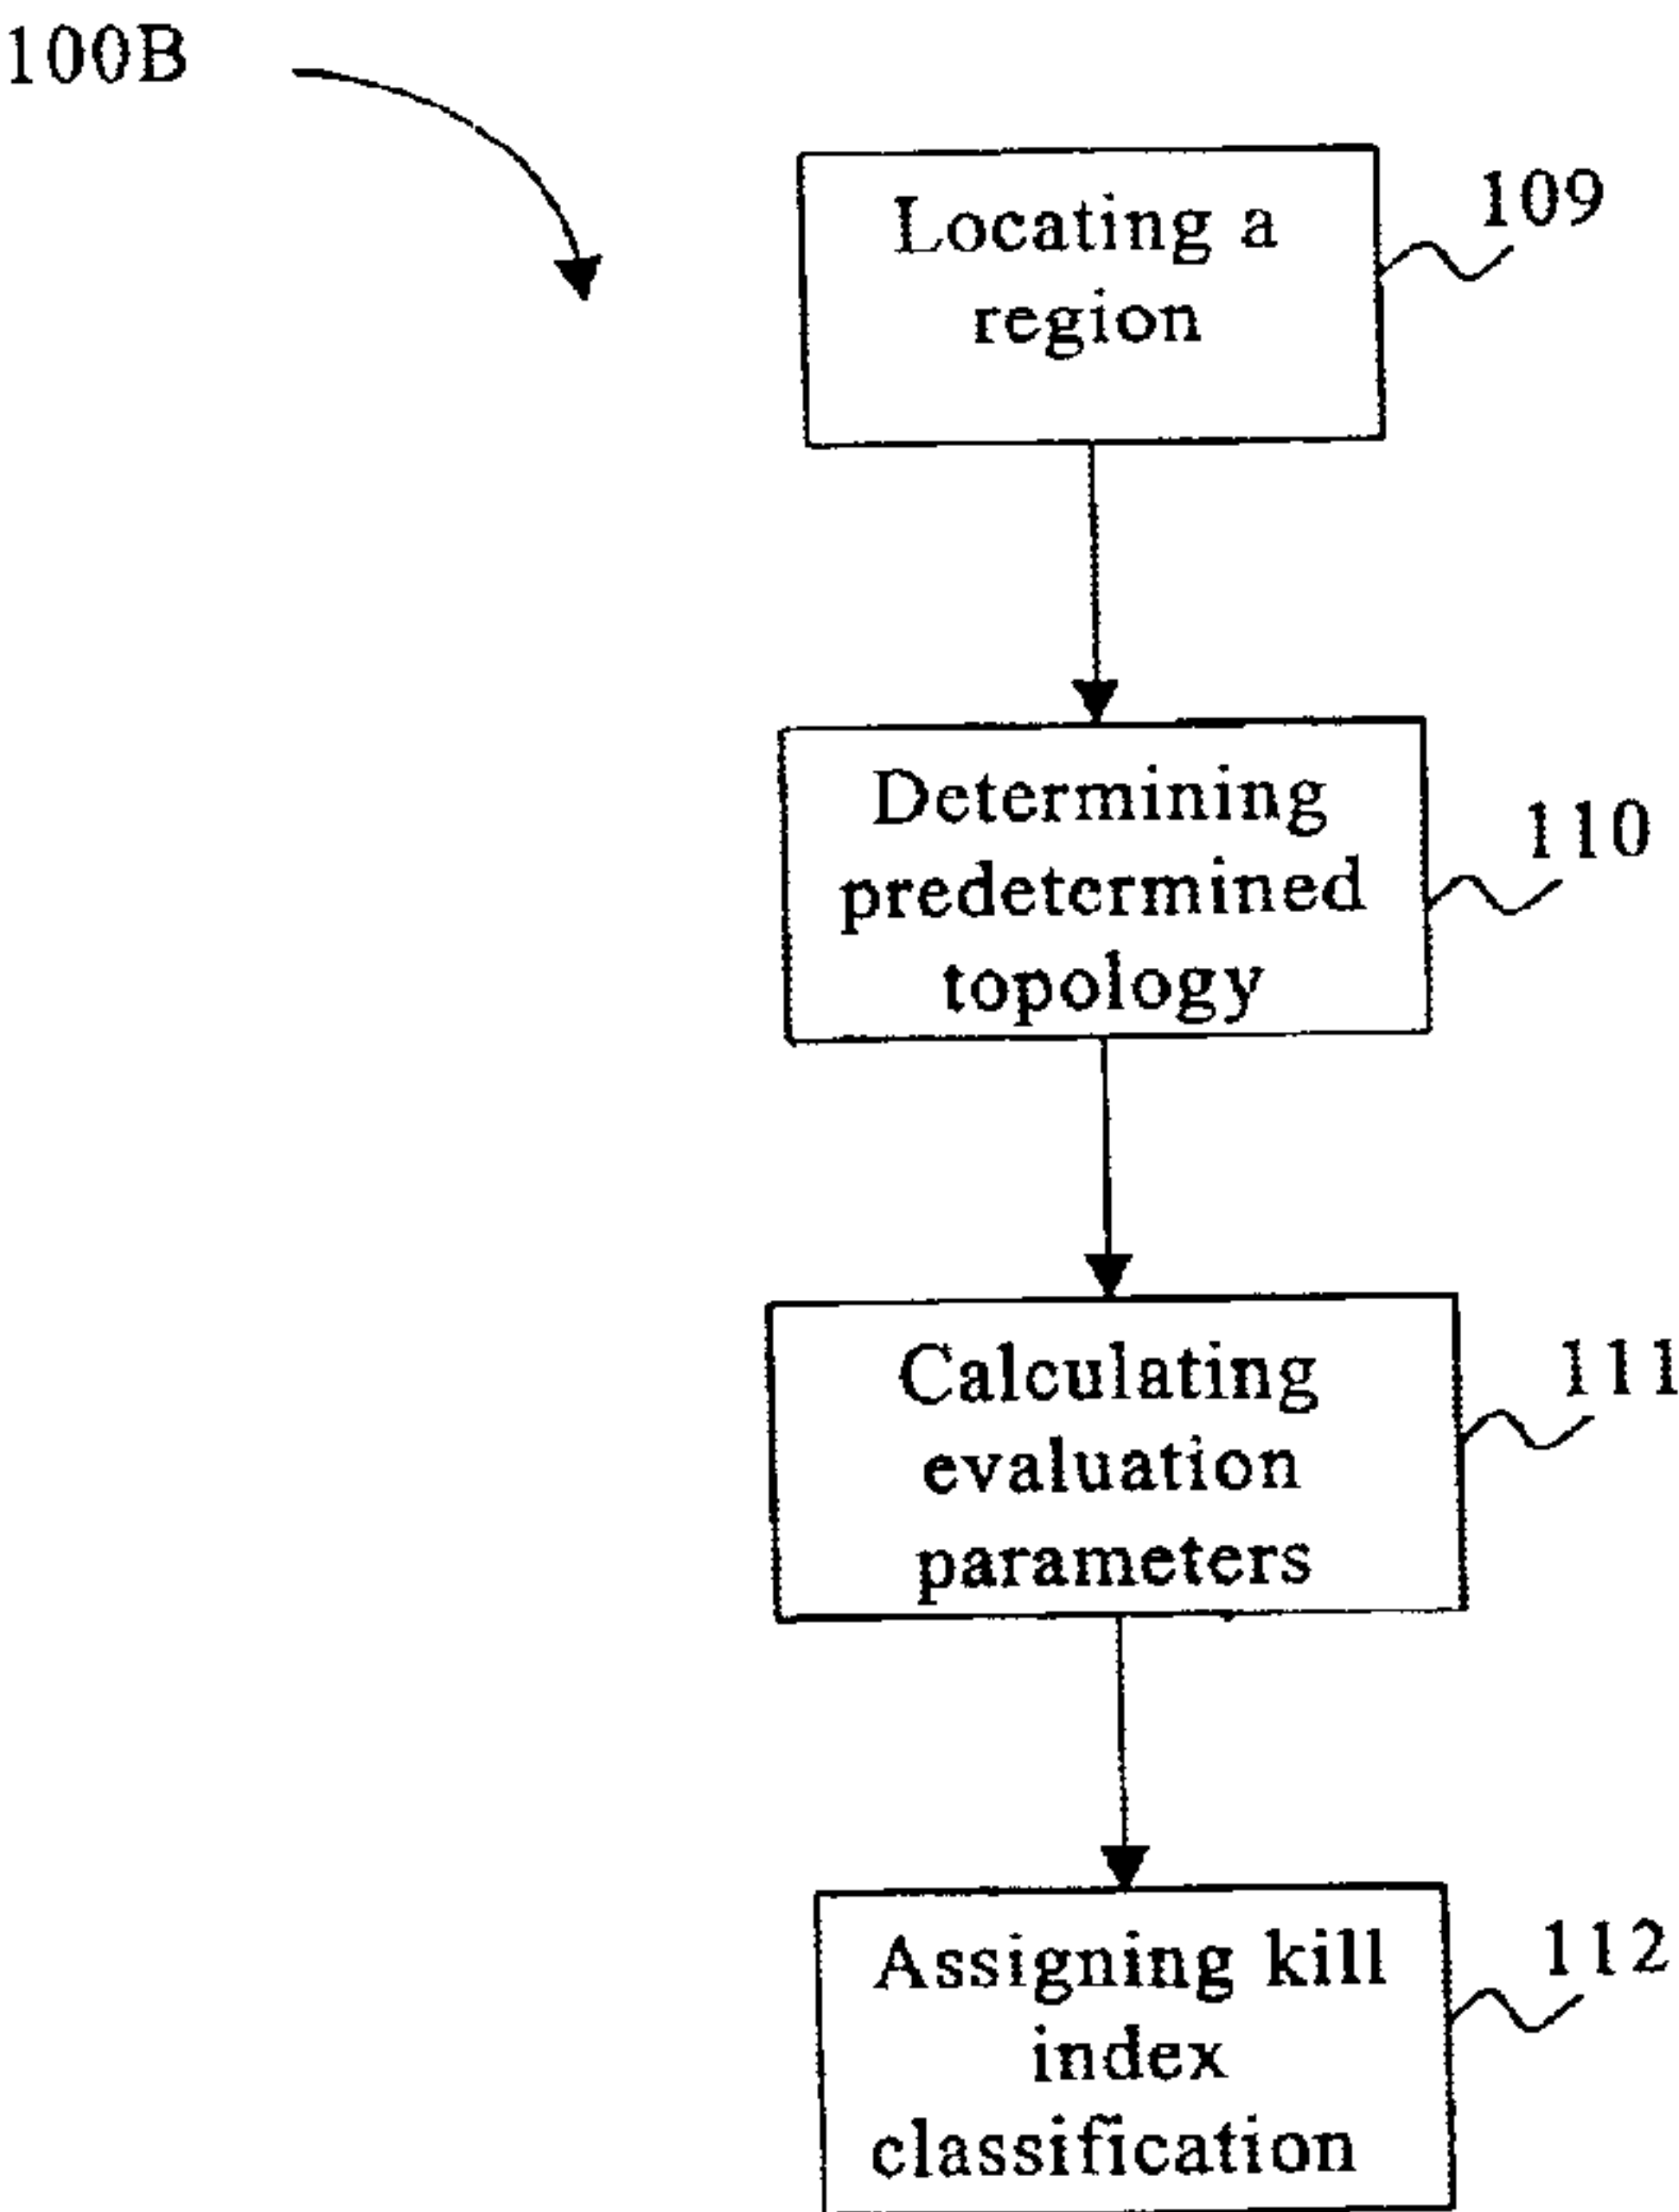 100B
Locating a
region
109
Determining
predetermined
topology
110
Calculating
evaluation
parameters
111
Assigning kill
index
classification
112